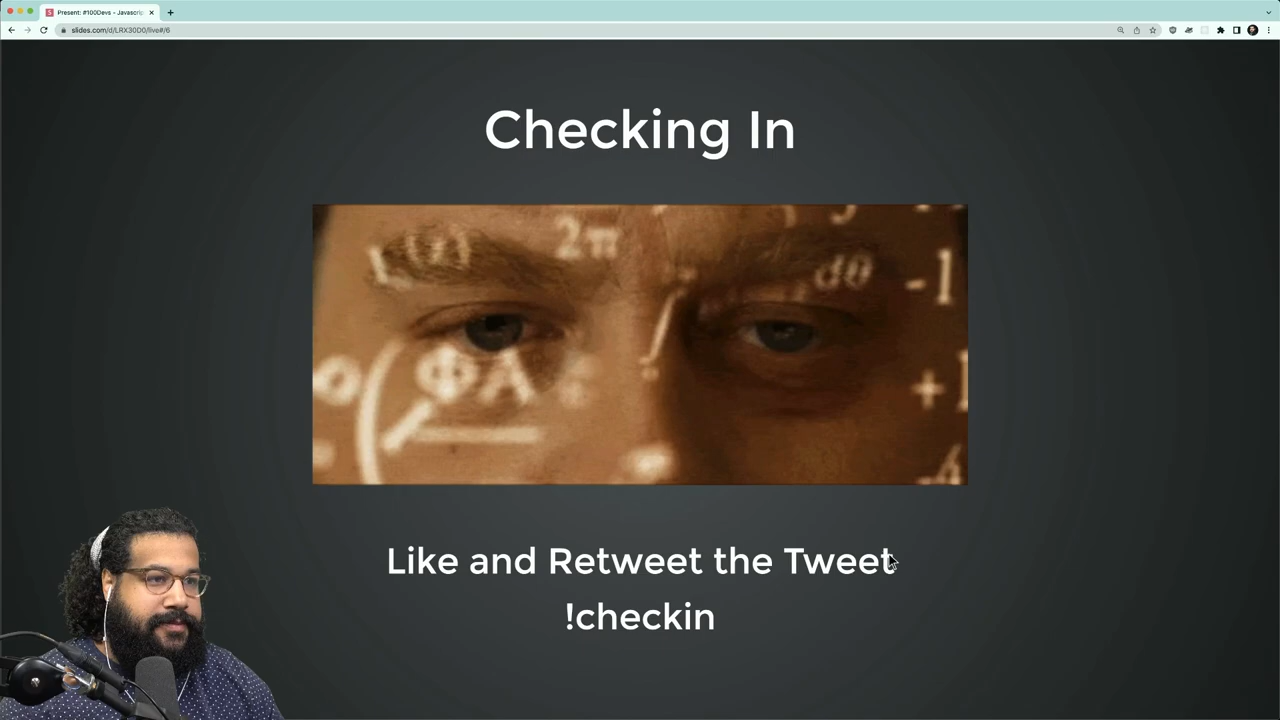 Present: #100Devs - Javascrip
slides.com/d/LRX30D0/live#/6
Checking In
2π
dθ
-1
ΦA
+1
Like and Retweet the Tweet
!checkin